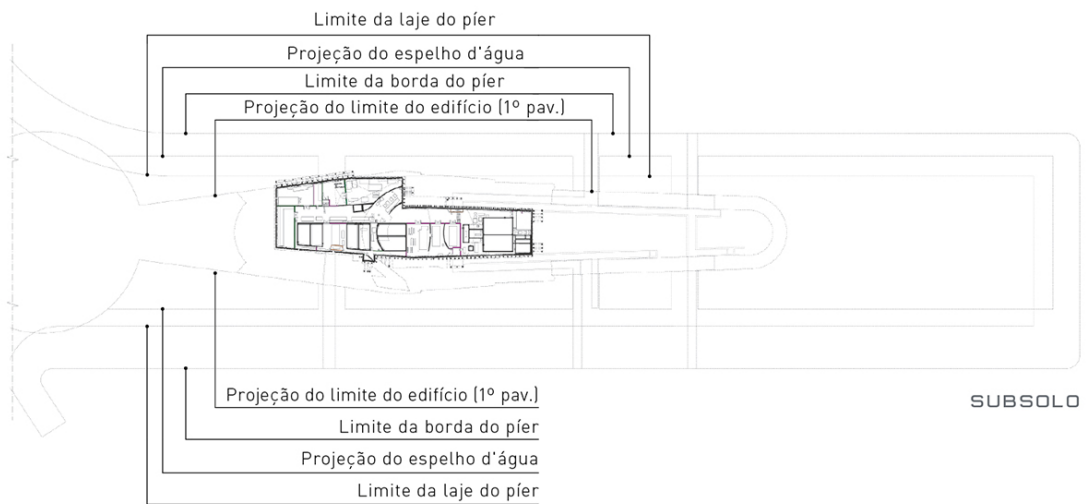 Limite da laje do píer
Projeção do espelho d'água
Limite da borda do píer
Projeção do limite do edifício (1º pav.)
Projeção do limite do edifício (1º pav.)
SUBSOLO
Limite da borda do píer
Projeção do espelho d'água
Limite da laje do píer